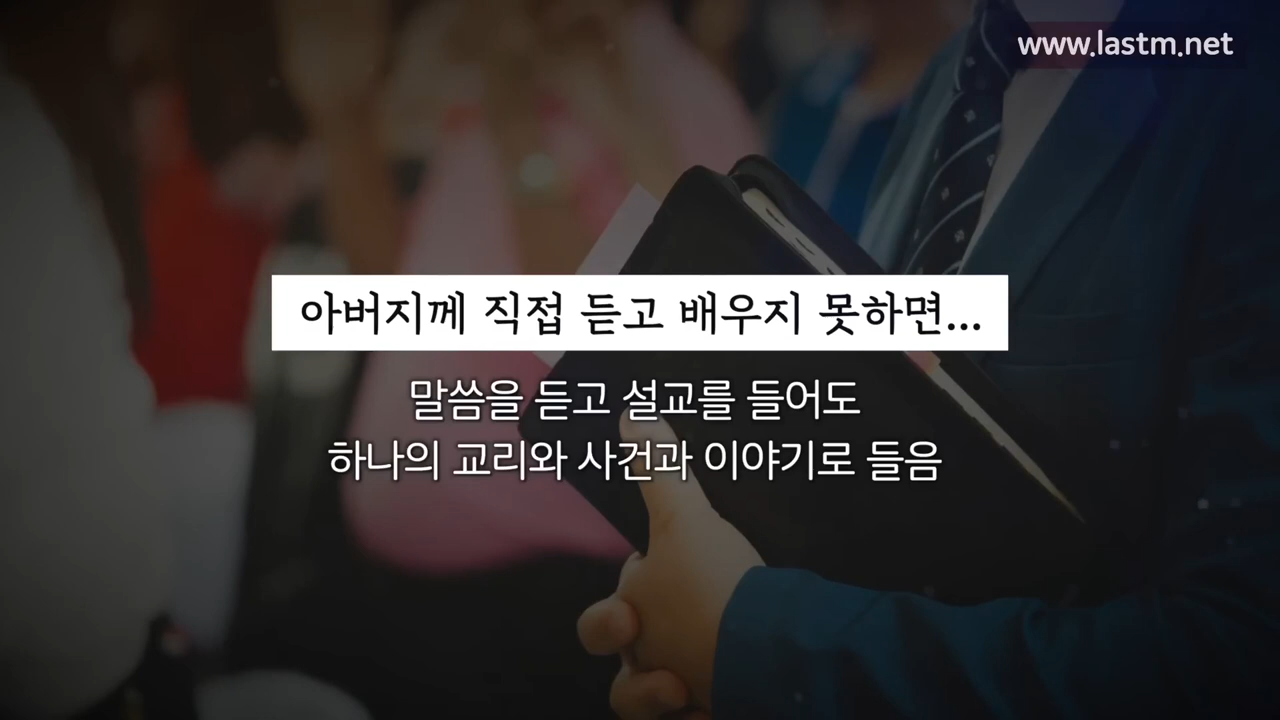 www.lastm.net
아버지께 직접 듣고 배우지 못하면...
말씀을 듣고 설교를 들어도
하나의 교리와 사건과 이야기로 들음